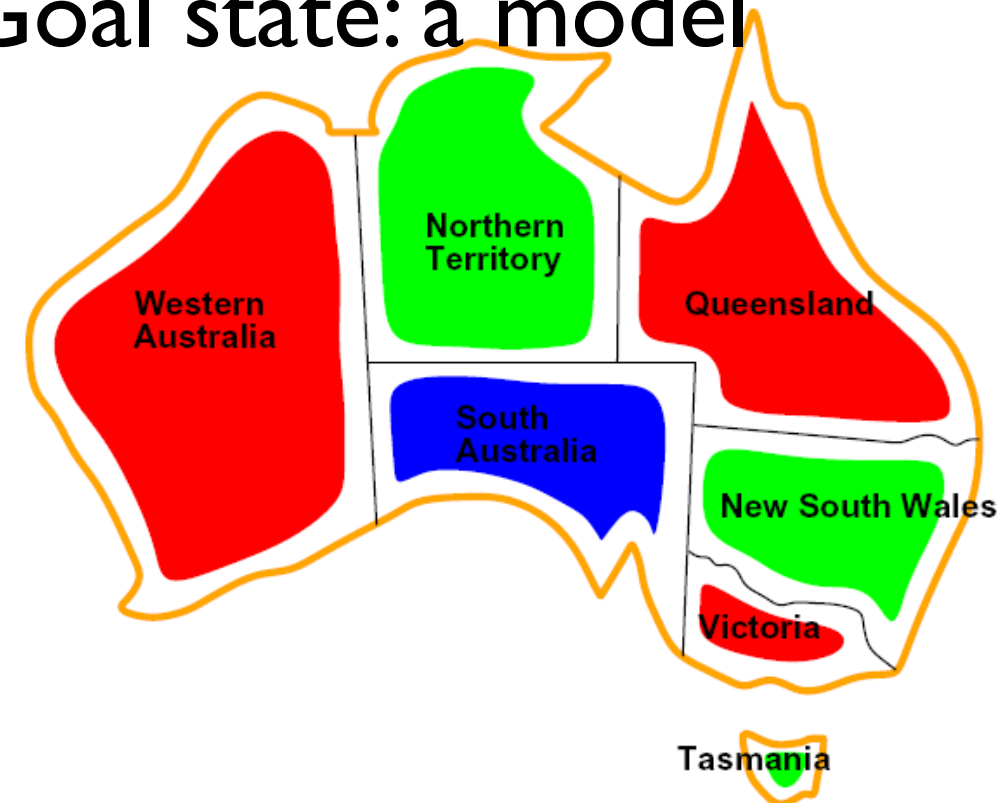 Goal state: a model
Northern
Territory
Western
Australia
Queensland
South
Australia
New South Wales
Victoria
Tasmania